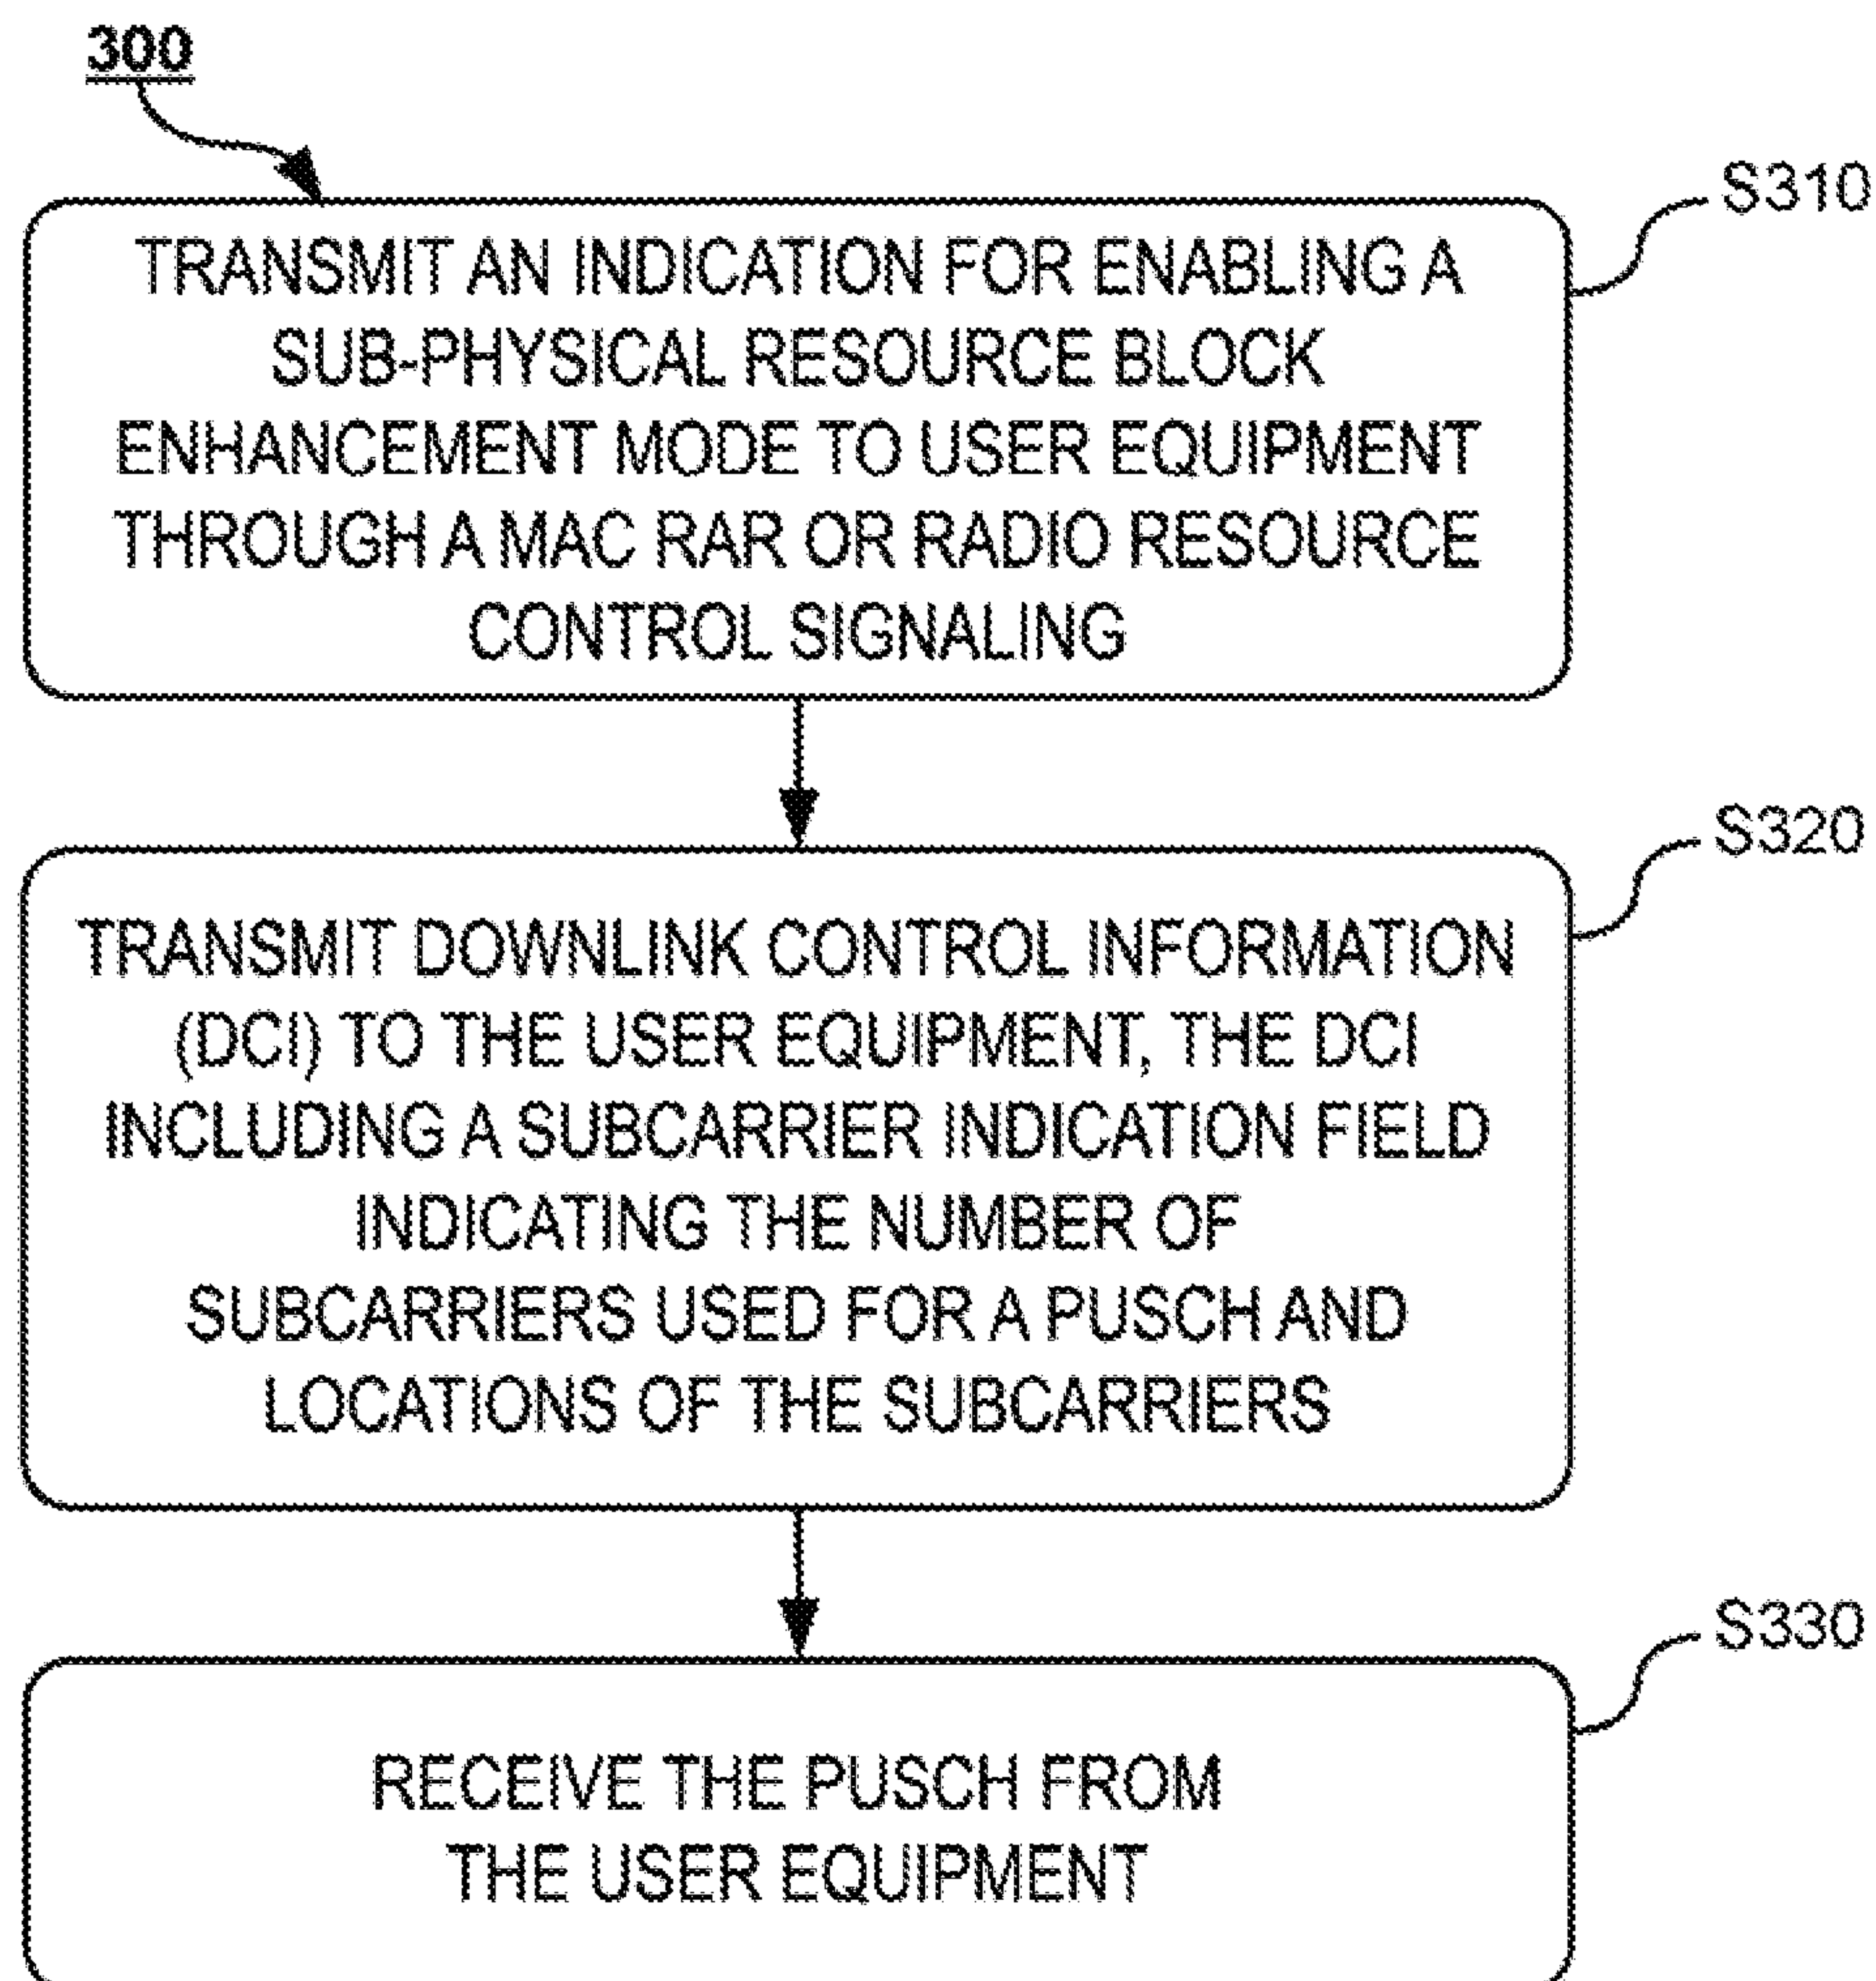 300
S310
TRANSMIT AN INDICATION FOR ENABLING A
SUB-PHYSICAL RESOURCE BLOCK
ENHANCEMENT MODE TO USER EQUIPMENT
THROUGH A MAC RAR OR RADIO RESOURCE
CONTROL SIGNALING
S320
TRANSMIT DOWNLINK CONTROL INFORMATION
(DCI) TO THE USER EQUIPMENT, THE DCI
INCLUDING A SUBCARRIER INDICATION FIELD
INDICATING THE NUMBER OF
SUBCARRIERS USED FOR A PUSCH AND
LOCATIONS OF THE SUBCARRIERS
S330
RECEIVE THE PUSCH FROM
THE USER EQUIPMENT